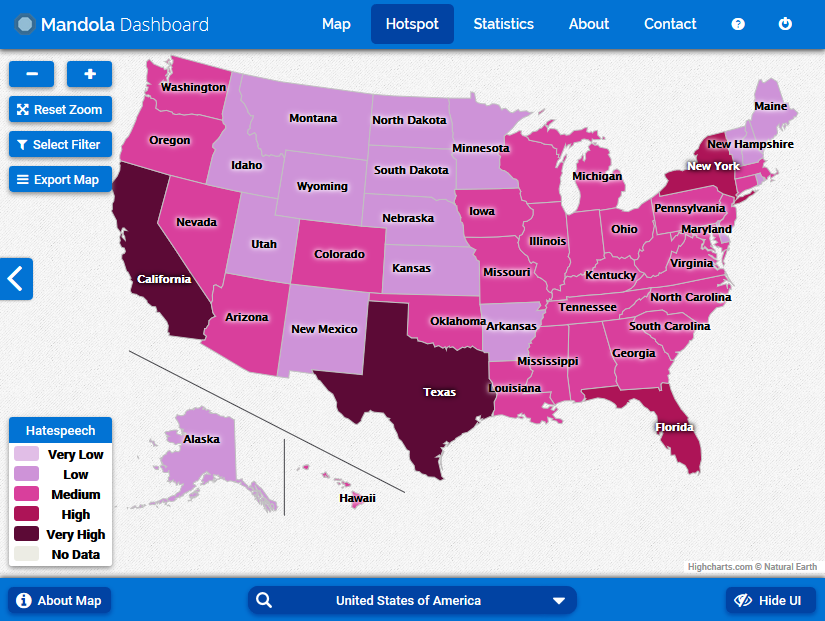 Mandola Dashboard
Map
Hotspot
Statistics
About
Contact
?
−
+
Reset Zoom
Select Filter
Export Map
Washington
Montana
North Dakota
Minnesota
Maine
Oregon
Idaho
South Dakota
New Hampshire
Wyoming
Michigan
New York
Nevada
Nebraska
Iowa
Pennsylvania
Utah
Colorado
Illinois
Ohio
Maryland
California
Kansas
Missouri
Kentucky
Virginia
Arizona
New Mexico
Oklahoma
Arkansas
Tennessee
North Carolina
South Carolina
Mississippi
Georgia
Texas
Louisiana
Florida
Alaska
Hawaii
Hatespeech
Very Low
Low
Medium
High
Very High
No Data
Highcharts.com © Natural Earth
About Map
United States of America
Hide UI